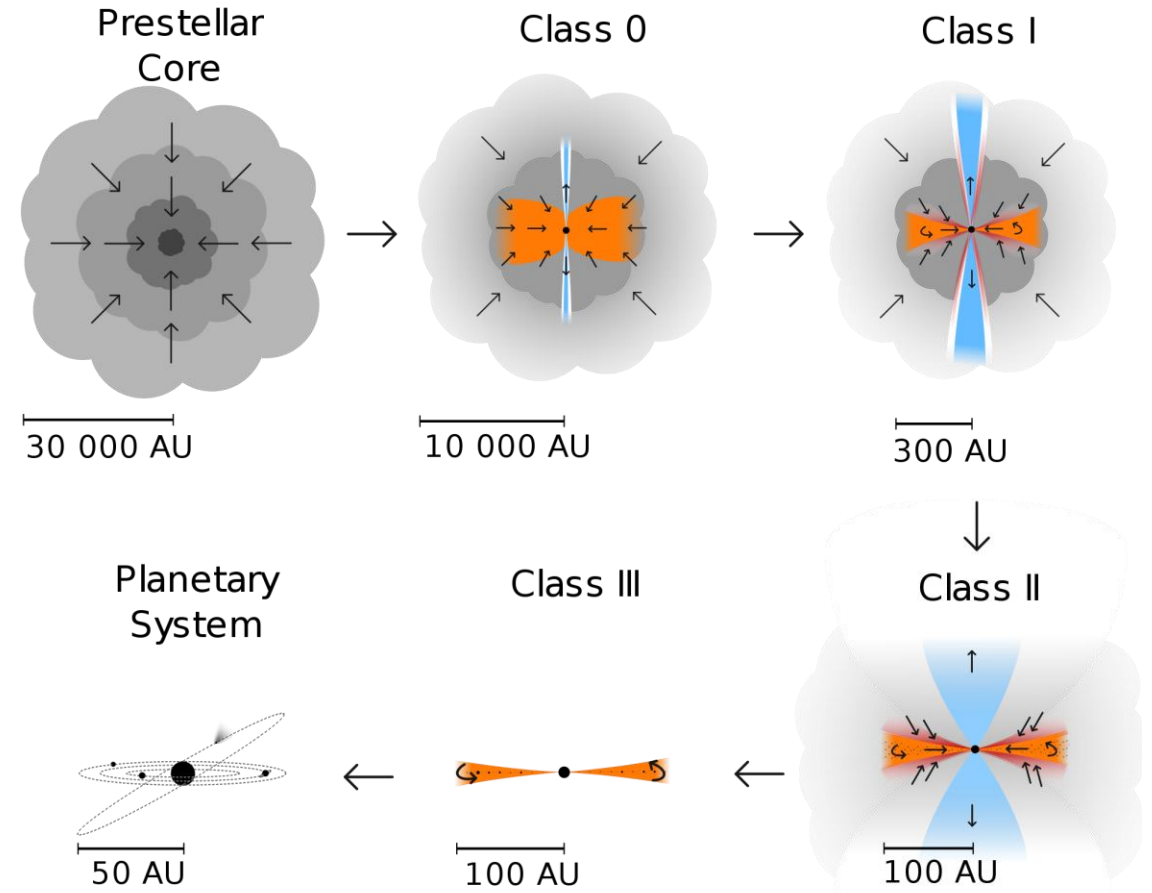 Prestellar
Core
Class 0
Class I
30 000 AU
10 000 AU
300 AU
Planetary
System
Class III
Class II
50 AU
100 AU
100 AU